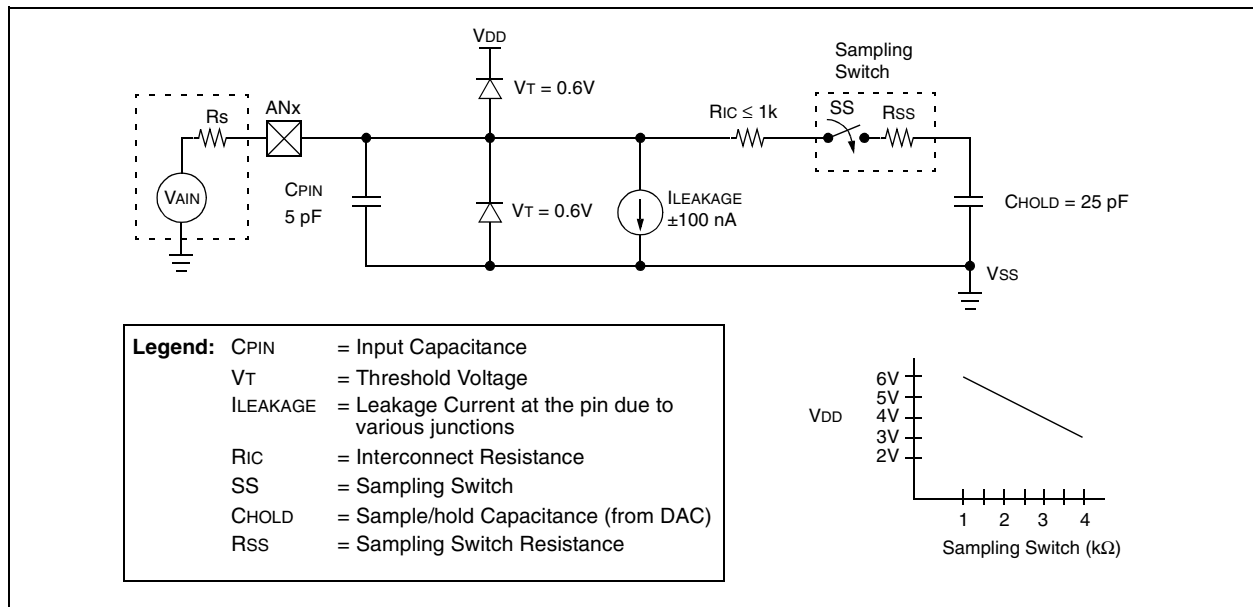 VDD
Sampling
Switch
VT = 0.6V
ANx
Rs
RIC ≤ 1k
SS
RSS
VAIN
CPIN
5 pF
VT = 0.6V
ILEAKAGE
±100 nA
CHOLD = 25 pF
VSS
Legend: CPIN = Input Capacitance
VT = Threshold Voltage
ILEAKAGE = Leakage Current at the pin due to
various junctions
RIC = Interconnect Resistance
SS = Sampling Switch
CHOLD = Sample/hold Capacitance (from DAC)
RSS = Sampling Switch Resistance
6V
5V
VDD
4V
3V
2V
1 2 3 4
Sampling Switch (kΩ)